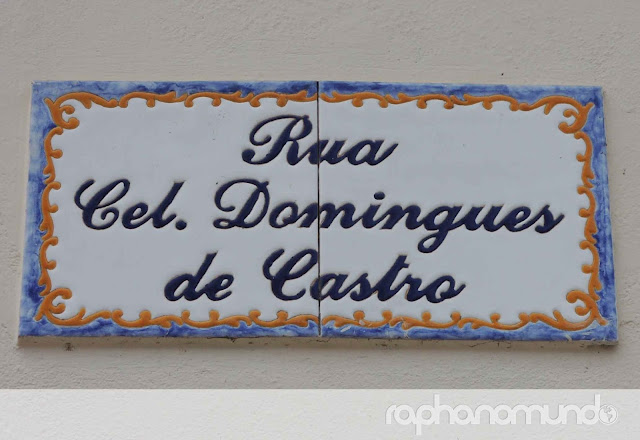 Rua
Cel. Domingues
de Castro
raphanomundo